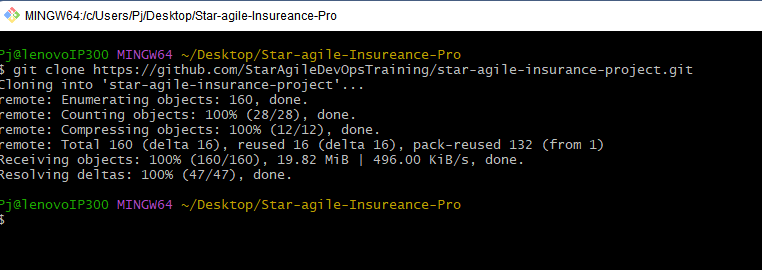 MINGW64:/c/Users/Pj/Desktop/Star-agile-Insureance-Pro
Pj@lenovoIP300 MINGW64 ~/Desktop/Star-agile-Insureance-Pro
$ git clone https://github.com/StarAgileDevOpsTraining/star-agile-insurance-project.git
Cloning into 'star-agile-insurance-project'...
remote: Enumerating objects: 160, done.
remote: Counting objects: 100% (28/28), done.
remote: Compressing objects: 100% (12/12), done.
remote: Total 160 (delta 16), reused 16 (delta 16), pack-reused 132 (from 1)
Receiving objects: 100% (160/160), 19.82 MiB | 496.00 KiB/s, done.
Resolving deltas: 100% (47/47), done.
Pj@lenovoIP300 MINGW64 ~/Desktop/Star-agile-Insureance-Pro
$